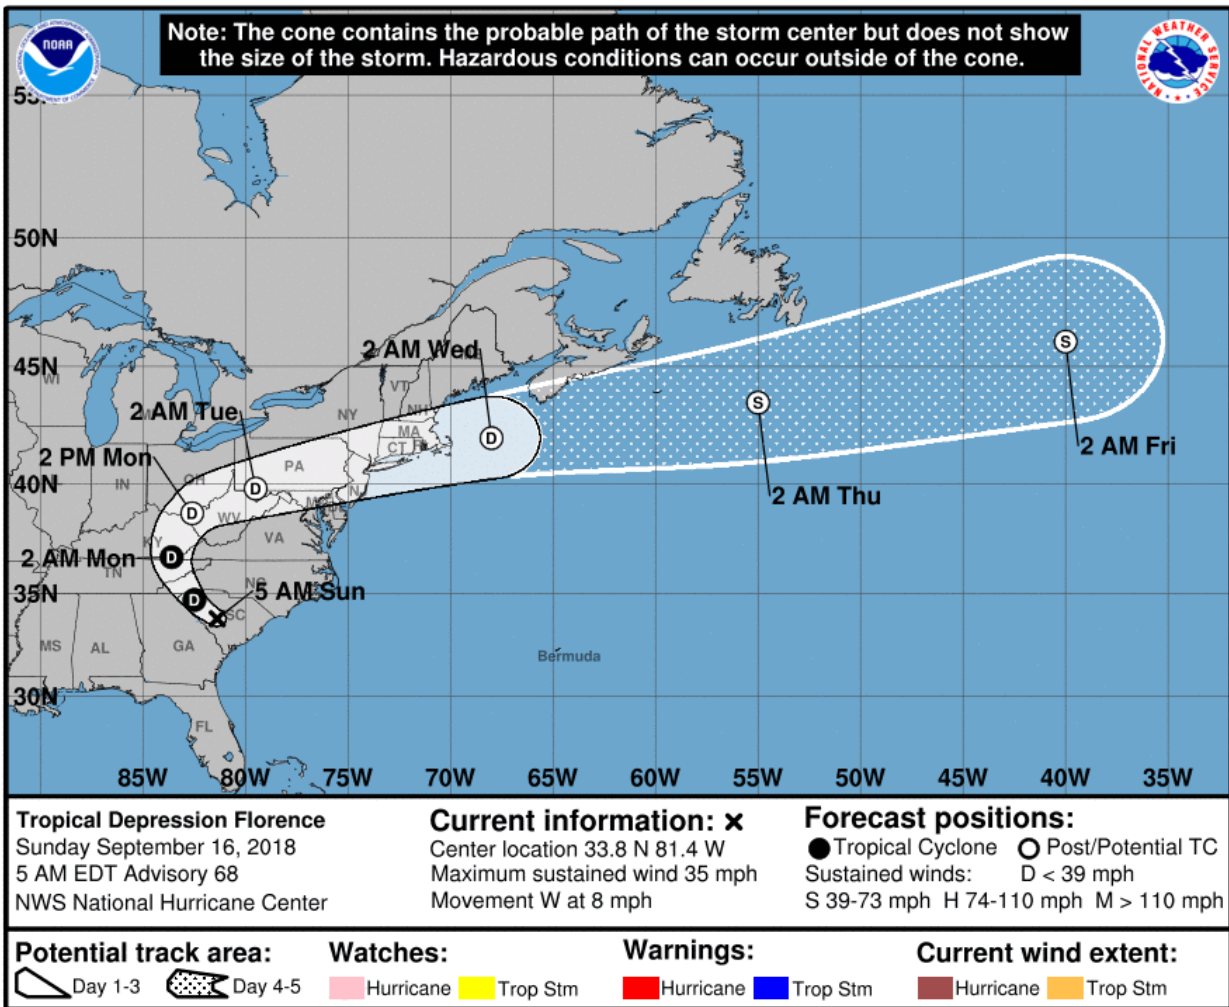 Note: The cone contains the probable path of the storm center but does not show
the size of the storm. Hazardous conditions can occur outside of the cone.
NOAA
NATIONAL WEATHER SERVICE
50N
45N
40N
35N
30N
2 AM Wed
2 AM Tue
2 PM Mon
2 AM Mon
5 AM Sun
2 AM Thu
2 AM Fri
D
D
D
D
D
S
S
WI
VT
NH
NY
MA
CT
PA
OH
IN
WV
VA
KY
TN
NC
SC
MS
AL
GA
FL
Bermuda
85W 80W 75W 70W 65W 60W 55W 50W 45W 40W 35W
Tropical Depression Florence
Sunday September 16, 2018
5 AM EDT Advisory 68
NWS National Hurricane Center
Current information: ×
Center location 33.8 N 81.4 W
Maximum sustained wind 35 mph
Movement W at 8 mph
Forecast positions:
Tropical Cyclone Post/Potential TC
Sustained winds: D < 39 mph
S 39-73 mph H 74-110 mph M > 110 mph
Potential track area:
Day 1-3 Day 4-5
Watches:
Hurricane Trop Stm
Warnings:
Hurricane Trop Stm
Current wind extent:
Hurricane Trop Stm